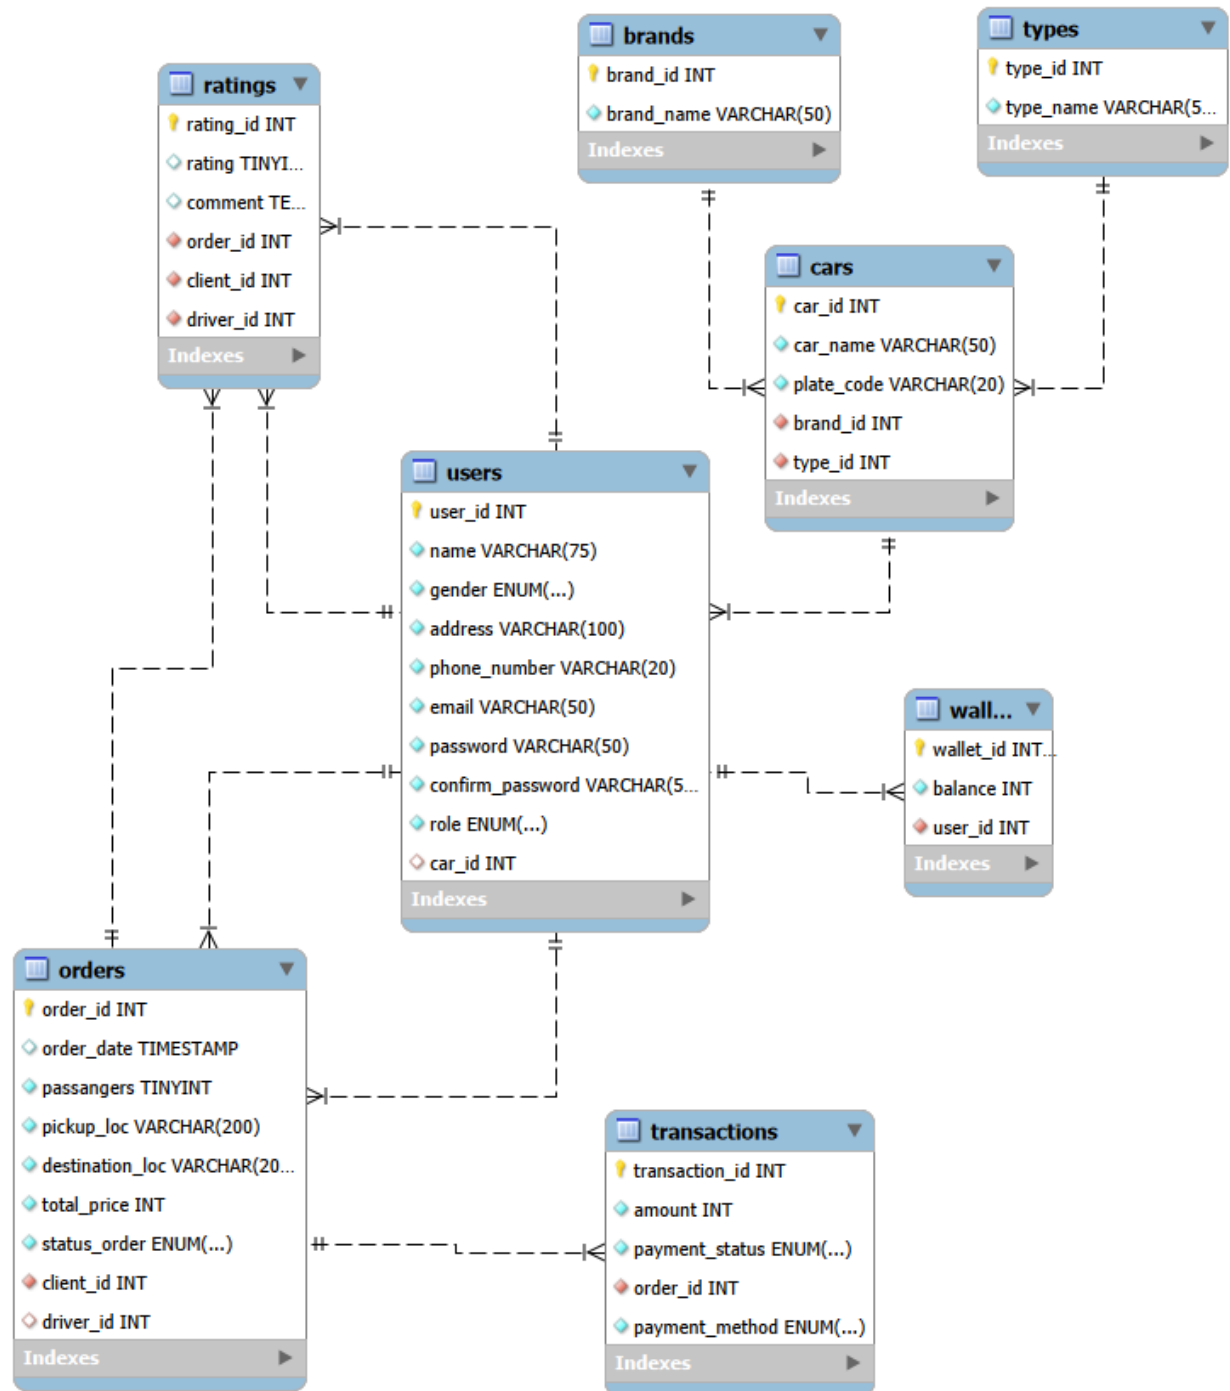 brands
brand_id INT
brand_name VARCHAR(50)
Indexes
types
type_id INT
type_name VARCHAR(5...
Indexes
ratings
rating_id INT
rating TINYI...
comment TE...
order_id INT
client_id INT
driver_id INT
Indexes
cars
car_id INT
car_name VARCHAR(50)
plate_code VARCHAR(20)
brand_id INT
type_id INT
Indexes
users
user_id INT
name VARCHAR(75)
gender ENUM(...)
address VARCHAR(100)
phone_number VARCHAR(20)
email VARCHAR(50)
password VARCHAR(50)
confirm_password VARCHAR(5...
role ENUM(...)
car_id INT
Indexes
wall...
wallet_id INT...
balance INT
user_id INT
Indexes
orders
order_id INT
order_date TIMESTAMP
passangers TINYINT
pickup_loc VARCHAR(200)
destination_loc VARCHAR(20...
total_price INT
status_order ENUM(...)
client_id INT
driver_id INT
Indexes
transactions
transaction_id INT
amount INT
payment_status ENUM(...)
order_id INT
payment_method ENUM(...)
Indexes